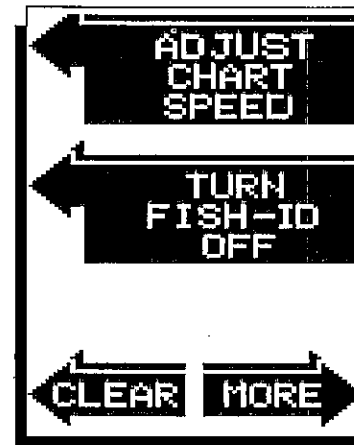 ADJUST
CHART
SPEED
TURN
FISH-ID
OFF
CLEAR MORE